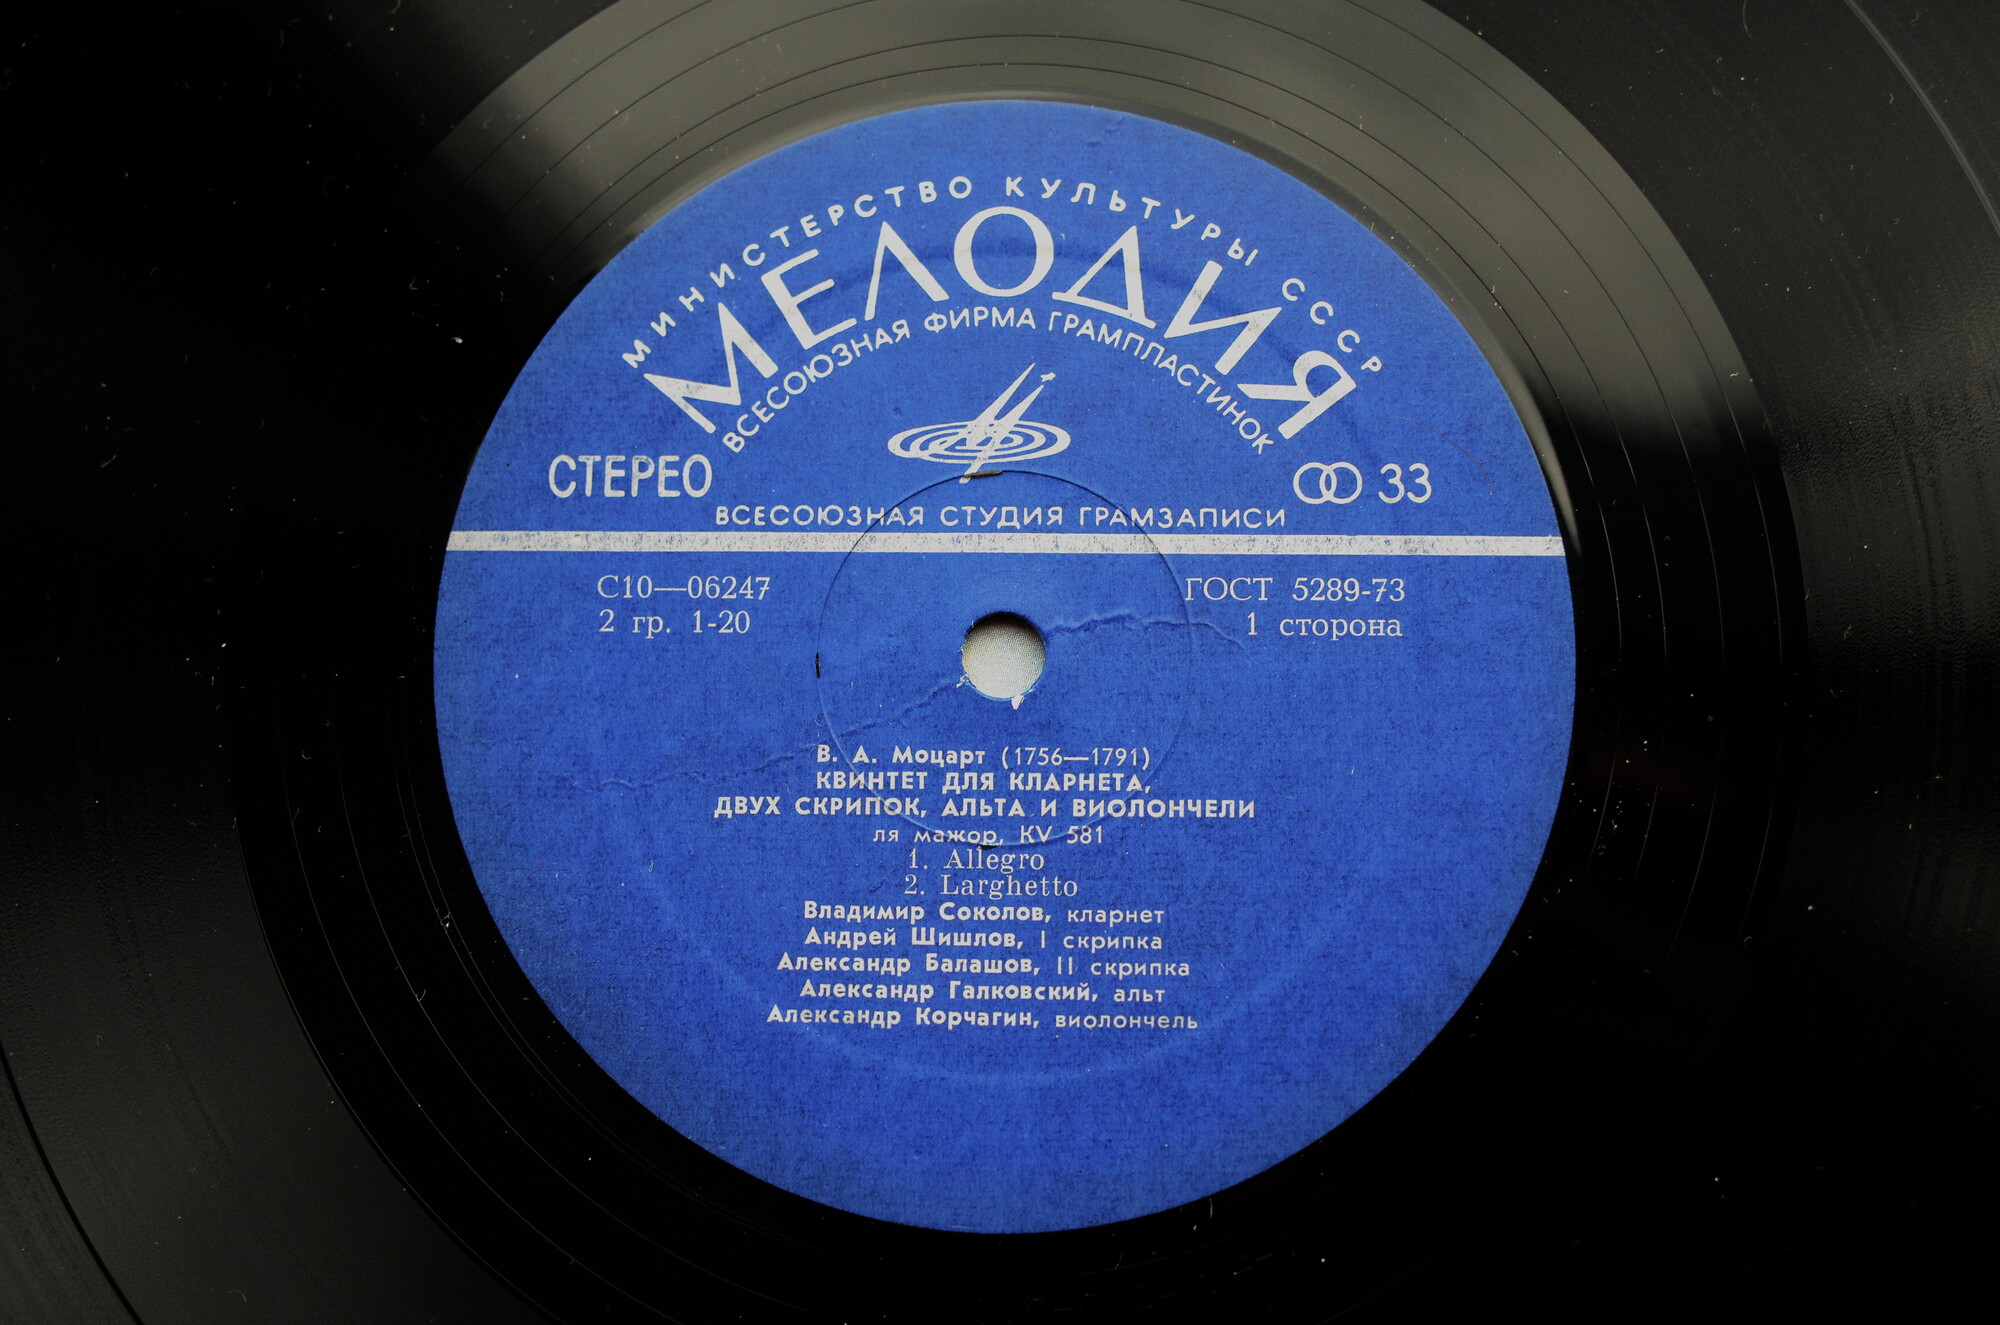 МИНИСТЕРСТВО КУЛЬТУРЫ СССР
МЕЛОДИЯ
ВСЕСОЮЗНАЯ ФИРМА ГРАМПЛАСТИНОК
СТЕРЕО
33
ВСЕСОЮЗНАЯ СТУДИЯ ГРАМЗАПИСИ
С10—06247
ГОСТ 5289-73
2 гр. 1-20
1 сторона
В. А. Моцарт (1756—1791)
КВИНТЕТ ДЛЯ КЛАРНЕТА,
ДВУХ СКРИПОК, АЛЬТА И ВИОЛОНЧЕЛИ
ля мажор, KV 581
1. Allegro
2. Larghetto
Владимир Соколов, кларнет
Андрей Шишлов, I скрипка
Александр Балашов, II скрипка
Александр Галковский, альт
Александр Корчагин, виолончель